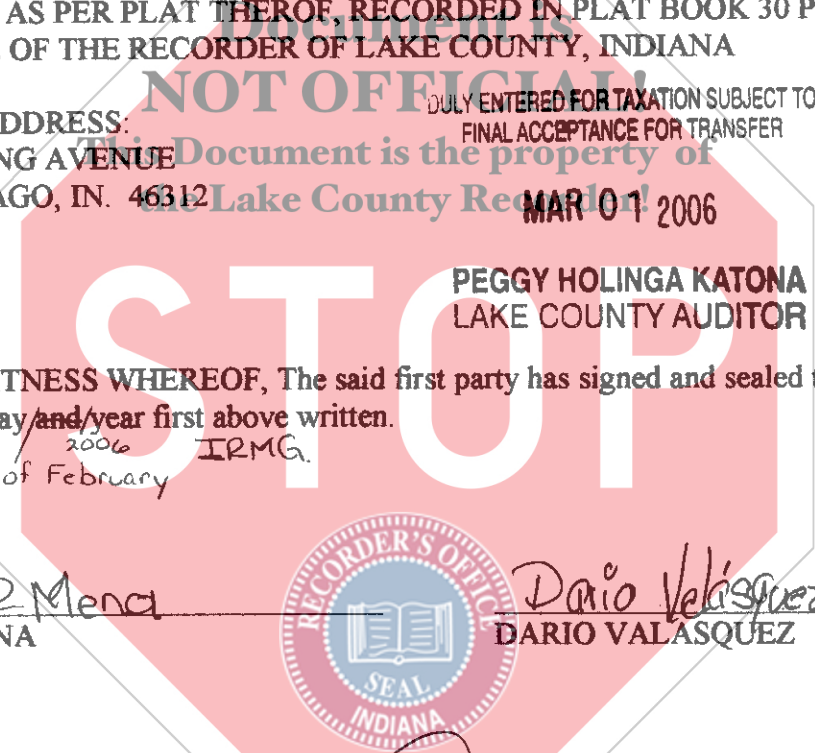 AS PER PLAT THEROF, RECORDED IN PLAT BOOK 30 P
OF THE RECORDER OF LAKE COUNTY, INDIANA
Document is
NOT OFFICIAL!
This Document is the property of
the Lake County Recorder!
DDRESS:
NG AVENUE
AGO, IN. 46312
DULY ENTERED FOR TAXATION SUBJECT TO
FINAL ACCEPTANCE FOR TRANSFER
MAR 01 2006
PEGGY HOLINGA KATONA
LAKE COUNTY AUDITOR
STOP
TNESS WHEREOF, The said first party has signed and sealed t
ay and year first above written.
2006 IRMG.
of February
Mena
NA
Dario Velásquez
DARIO VALASQUEZ
RECORDER'S OFFICE
SEAL
INDIANA